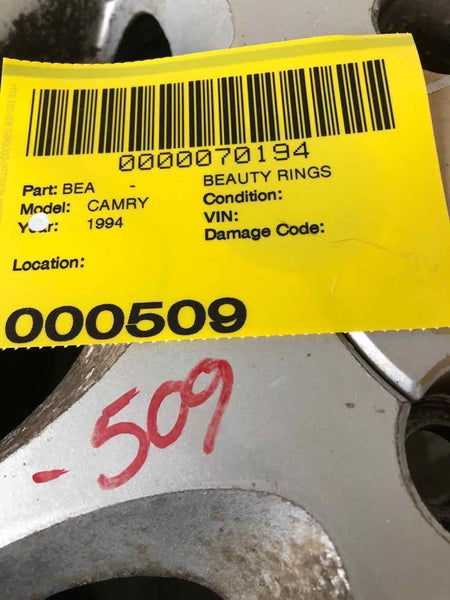 0000070194
Part: BEA - BEAUTY RINGS
Model: CAMRY Condition:
Year: 1994 VIN:
Damage Code:
Location:
000509
-509